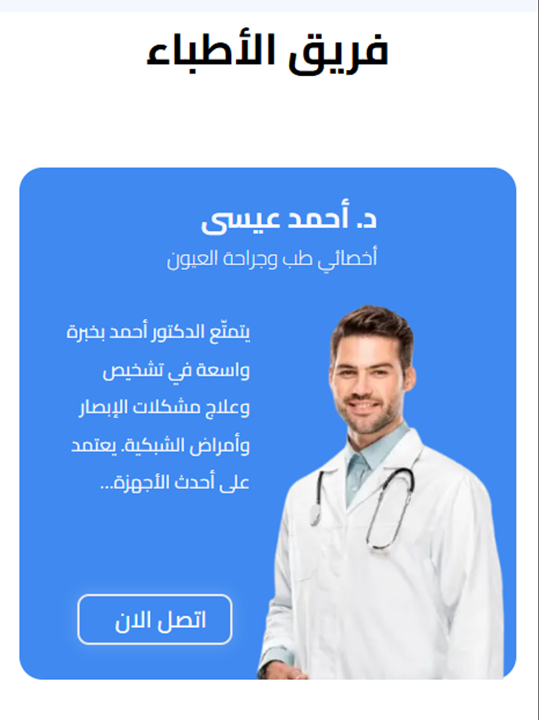 فريق الأطباء
د. أحمد عيسى
أخصائي طب وجراحة العيون
يتمتّع الدكتور أحمد بخبرة
واسعة في تشخيص
وعلاج مشكلات الإبصار
وأمراض الشبكية. يعتمد
على أحدث الأجهزة...
اتصل الان